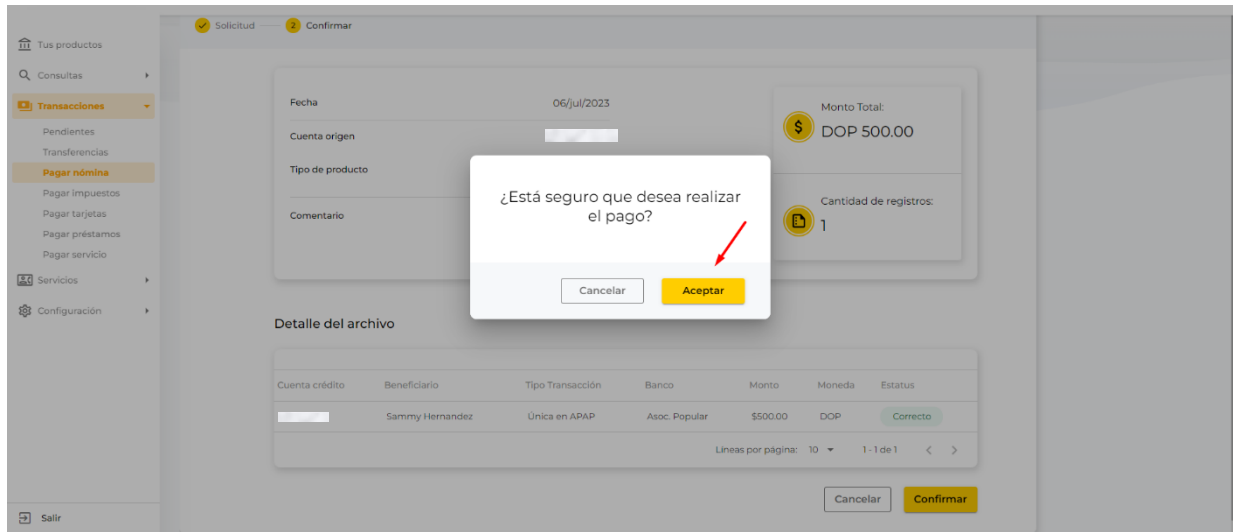 Solicitud
2 Confirmar
Tus productos
Consultas
Transacciones
Pendientes
Transferencias
Pagar nómina
Pagar impuestos
Pagar tarjetas
Pagar préstamos
Pagar servicio
Servicios
Configuración
Salir
Fecha 06/jul/2023
Cuenta origen
Tipo de producto
Comentario
Monto Total:
$ DOP 500.00
Cantidad de registros:
1
¿Está seguro que desea realizar
el pago?
Cancelar Aceptar
Detalle del archivo
Cuenta crédito Beneficiario Tipo Transacción Banco Monto Moneda Estatus
Sammy Hernandez Única en APAP Asoc. Popular $500.00 DOP Correcto
Líneas por página: 10 1 - 1 de 1
Cancelar Confirmar